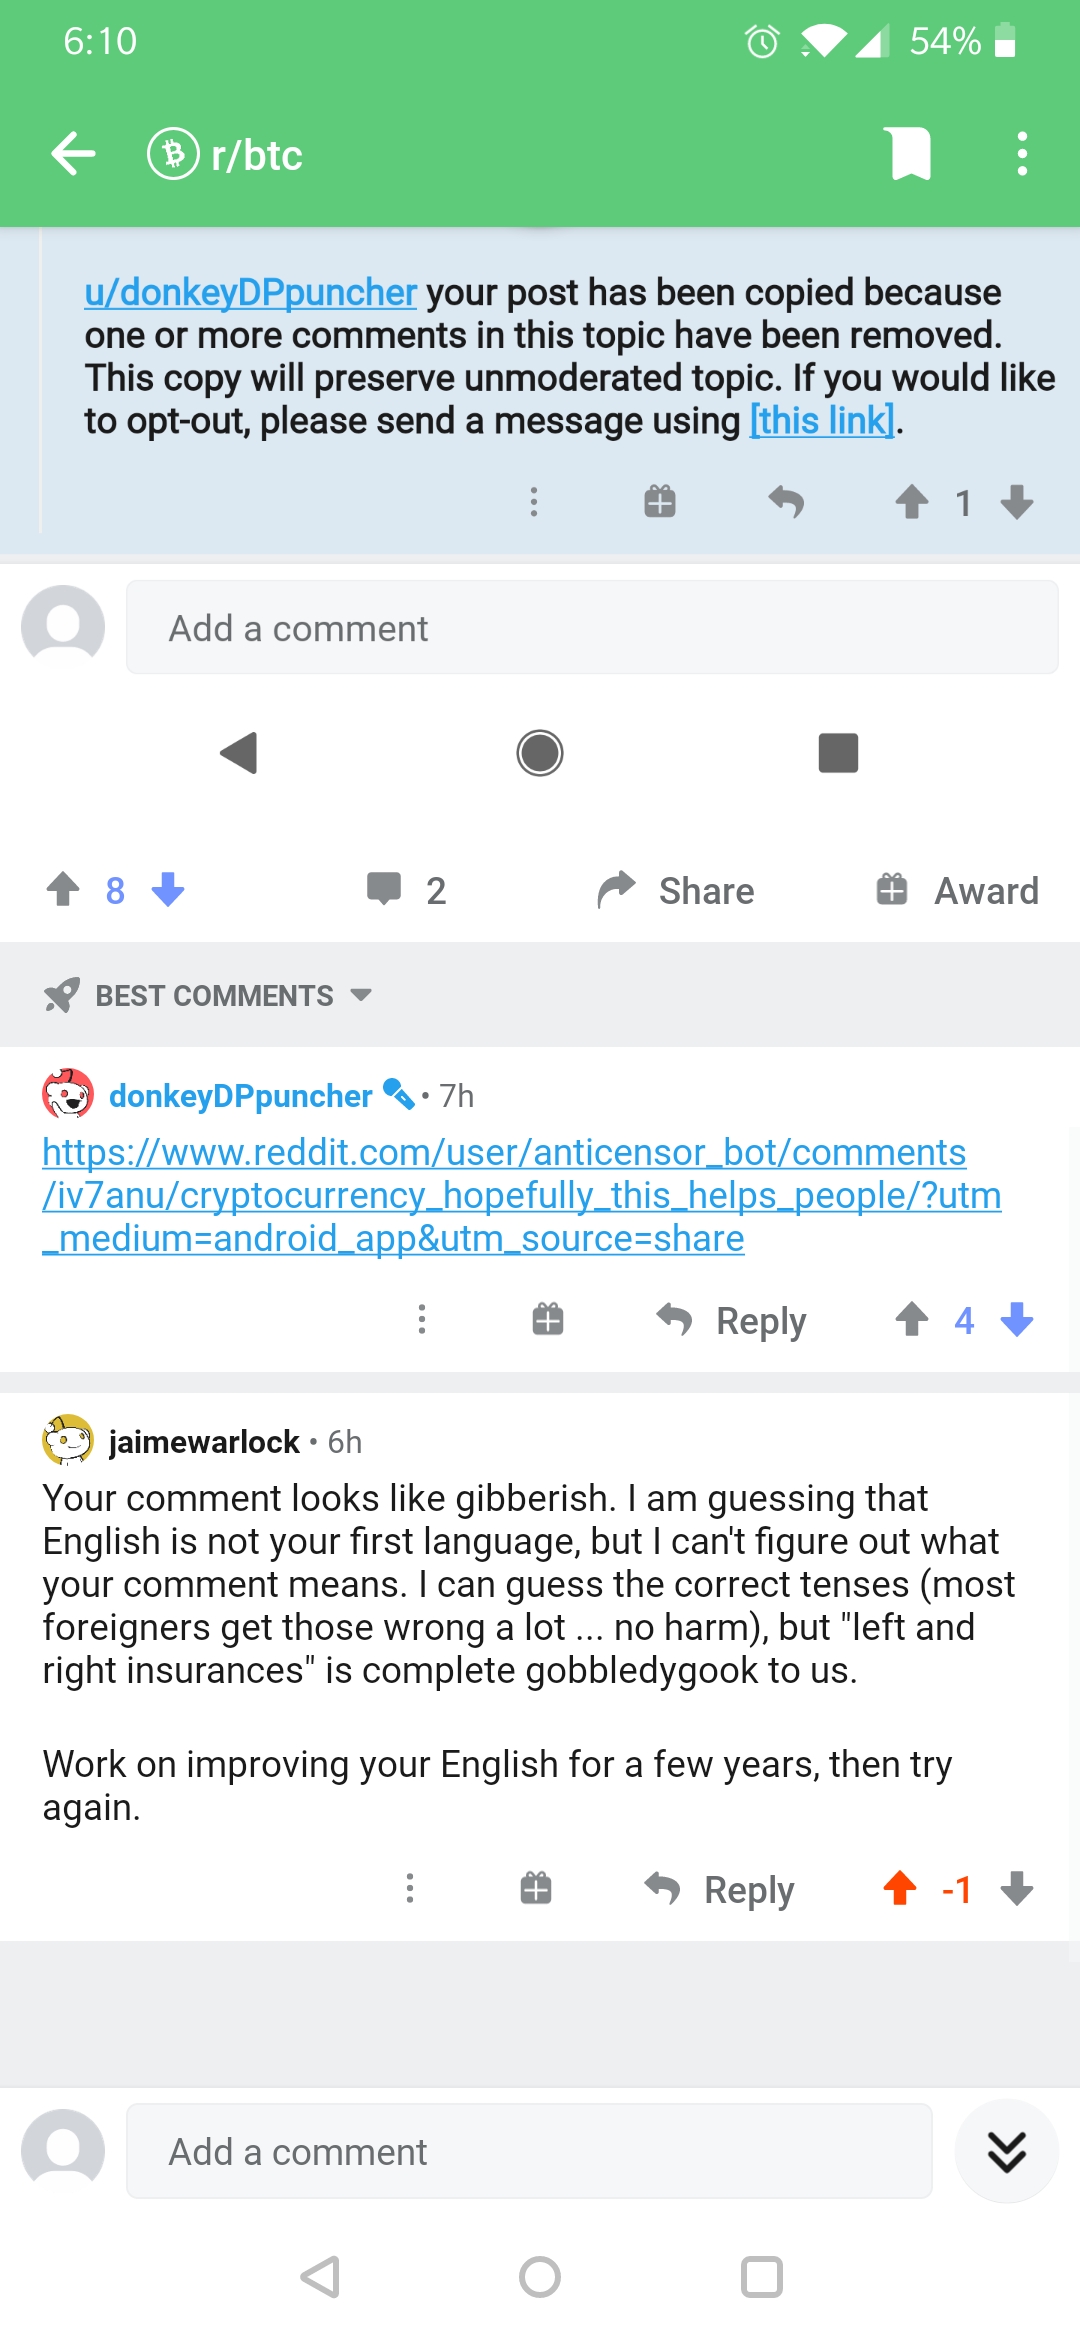 6:10
54%
r/btc
u/donkeyDPpuncher your post has been copied because
one or more comments in this topic have been removed.
This copy will preserve unmoderated topic. If you would like
to opt-out, please send a message using [this link].
1
Add a comment
8
2
Share
Award
BEST COMMENTS
donkeyDPpuncher • 7h
https://www.reddit.com/user/anticensor_bot/comments
/iv7anu/cryptocurrency_hopefully_this_helps_people/?utm
_medium=android_app&utm_source=share
Reply
4
jaimewarlock • 6h
Your comment looks like gibberish. I am guessing that
English is not your first language, but I can't figure out what
your comment means. I can guess the correct tenses (most
foreigners get those wrong a lot ... no harm), but "left and
right insurances" is complete gobbledygook to us.
Work on improving your English for a few years, then try
again.
Reply
-1
Add a comment